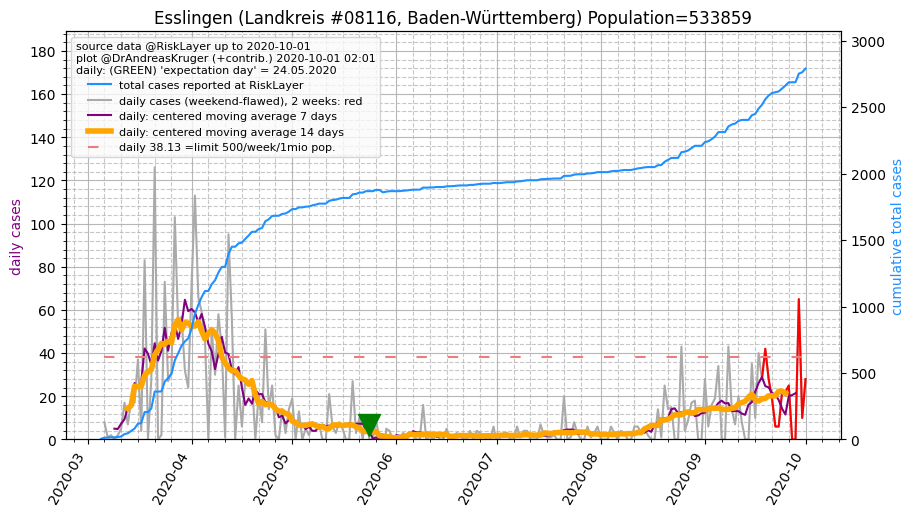 Esslingen (Landkreis #08116, Baden-Württemberg) Population=533859
source data @RiskLayer up to 2020-10-01
plot @DrAndreasKruger (+contrib.) 2020-10-01 02:01
daily: (GREEN) 'expectation day' = 24.05.2020
total cases reported at RiskLayer
daily cases (weekend-flawed), 2 weeks: red
daily: centered moving average 7 days
daily: centered moving average 14 days
daily 38.13 =limit 500/week/1mio pop.
daily cases
180
160
140
120
100
80
60
40
20
0
cumulative total cases
3000
2500
2000
1500
1000
500
0
2020-03
2020-04
2020-05
2020-06
2020-07
2020-08
2020-09
2020-10